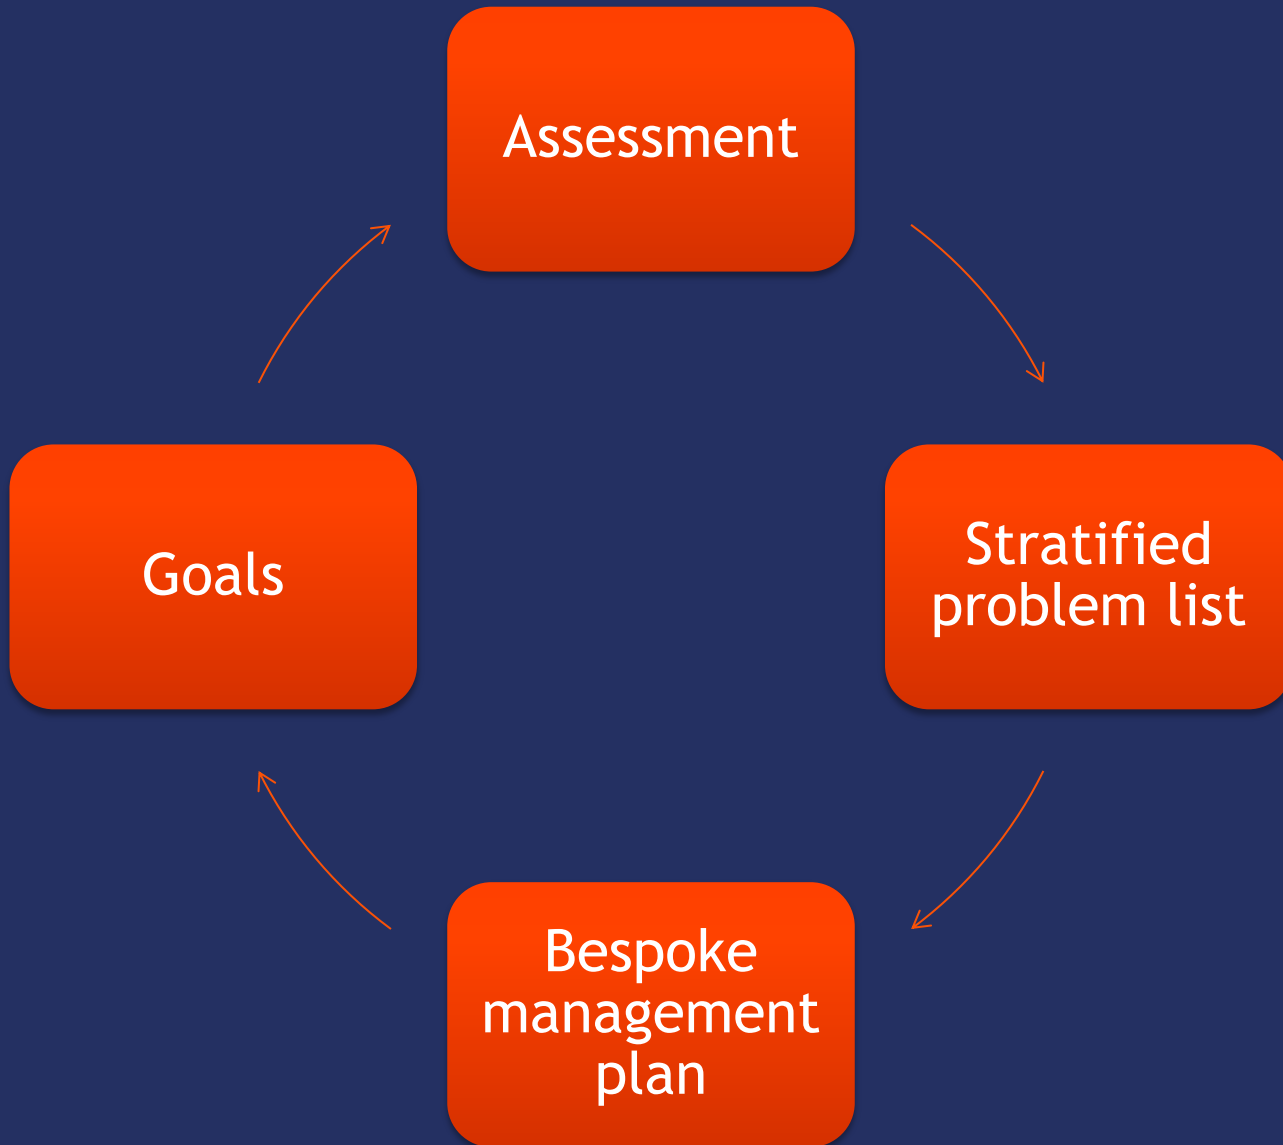 Assessment
Stratified
problem list
Bespoke
management
plan
Goals